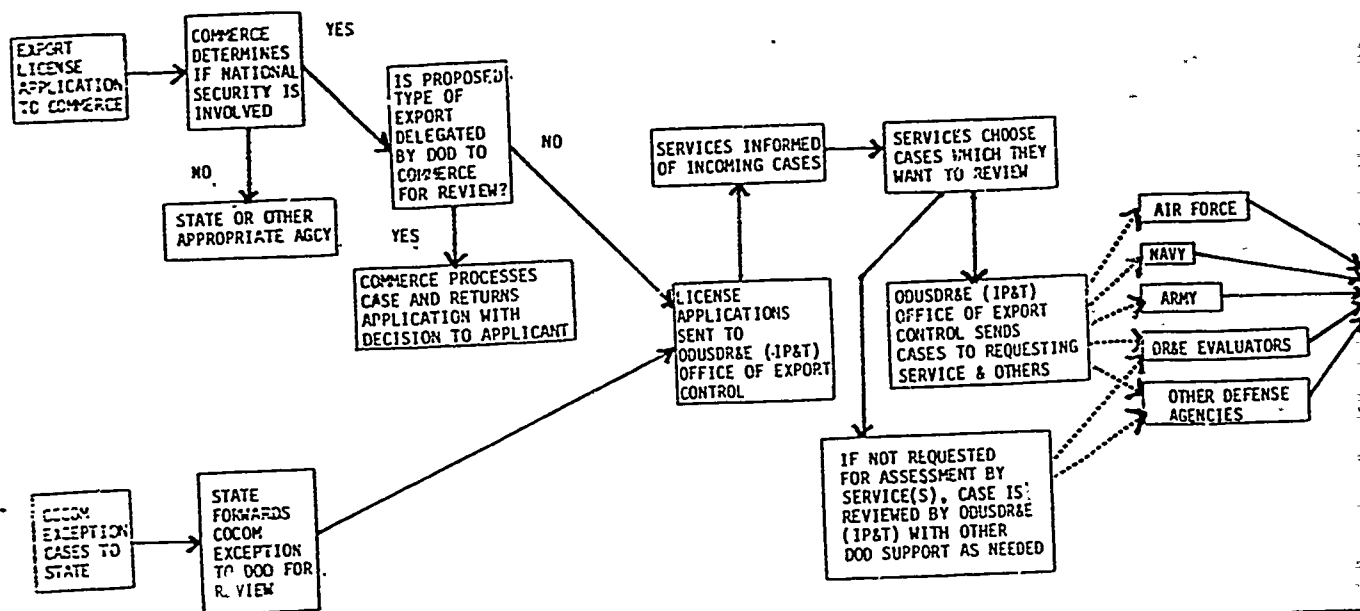 EXPORT
LICENSE
APPLICATION
TO COMMERCE
COMMERCE
DETERMINES
IF NATIONAL
SECURITY IS
INVOLVED
YES
NO
STATE OR OTHER
APPROPRIATE AGCY
IS PROPOSED
TYPE OF
EXPORT
DELEGATED
BY DOD TO
COMMERCE
FOR REVIEW?
NO
YES
COMMERCE PROCESSES
CASE AND RETURNS
APPLICATION WITH
DECISION TO APPLICANT
LICENSE
APPLICATIONS
SENT TO
ODUSDR&E (IP&T)
OFFICE OF EXPORT
CONTROL
SERVICES INFORMED
OF INCOMING CASES
SERVICES CHOOSE
CASES WHICH THEY
WANT TO REVIEW
ODUSDR&E (IP&T)
OFFICE OF EXPORT
CONTROL SENDS
CASES TO REQUESTING
SERVICE & OTHERS
IF NOT REQUESTED
FOR ASSESSMENT BY
SERVICE(S), CASE IS
REVIEWED BY ODUSDR&E
(IP&T) WITH OTHER
DOD SUPPORT AS NEEDED
AIR FORCE
NAVY
ARMY
DR&E EVALUATORS
OTHER DEFENSE
AGENCIES
COCOM
EXCEPTION
CASES TO
STATE
STATE
FORWARDS
COCOM
EXCEPTION
TO DOD FOR
R VIEW